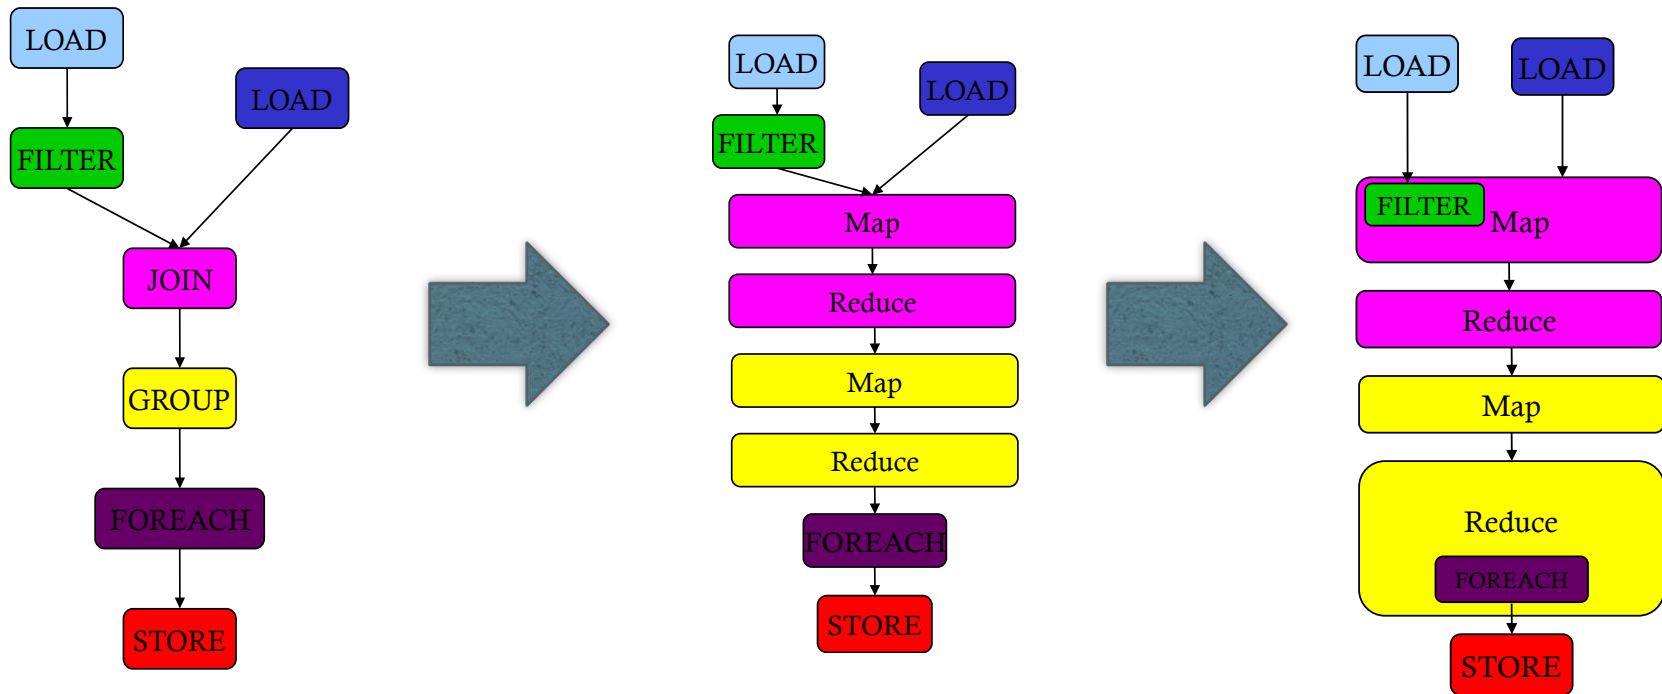 LOAD
LOAD
FILTER
JOIN
GROUP
FOREACH
STORE
LOAD
LOAD
FILTER
Map
Reduce
Map
Reduce
FOREACH
STORE
LOAD
LOAD
FILTER
Map
Reduce
Map
Reduce
FOREACH
STORE